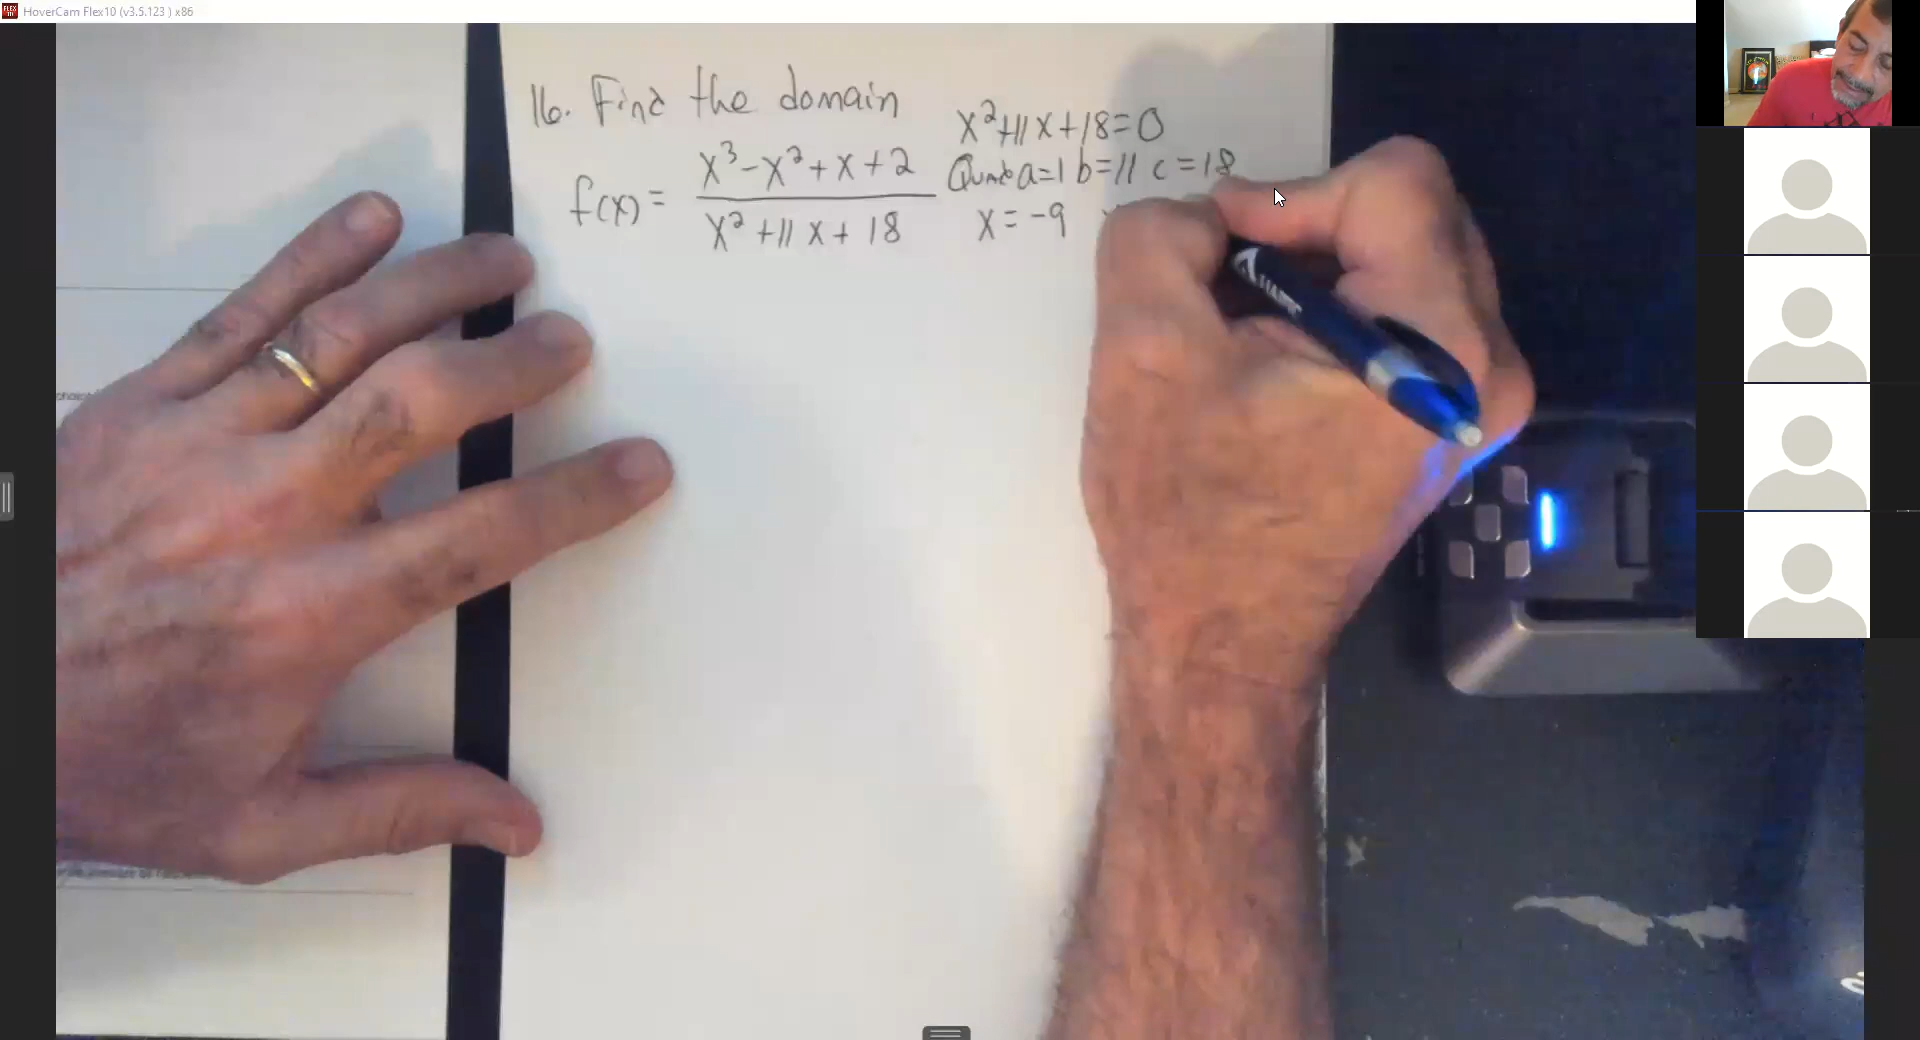 HoverCam Flex10 (v3.5.123 ) x86
16. Find the domain
f(x) = x³-x²+x+2 / x²+11x+18
x²+11x+18=0
Quad a=1 b=11 c=18
x = -9